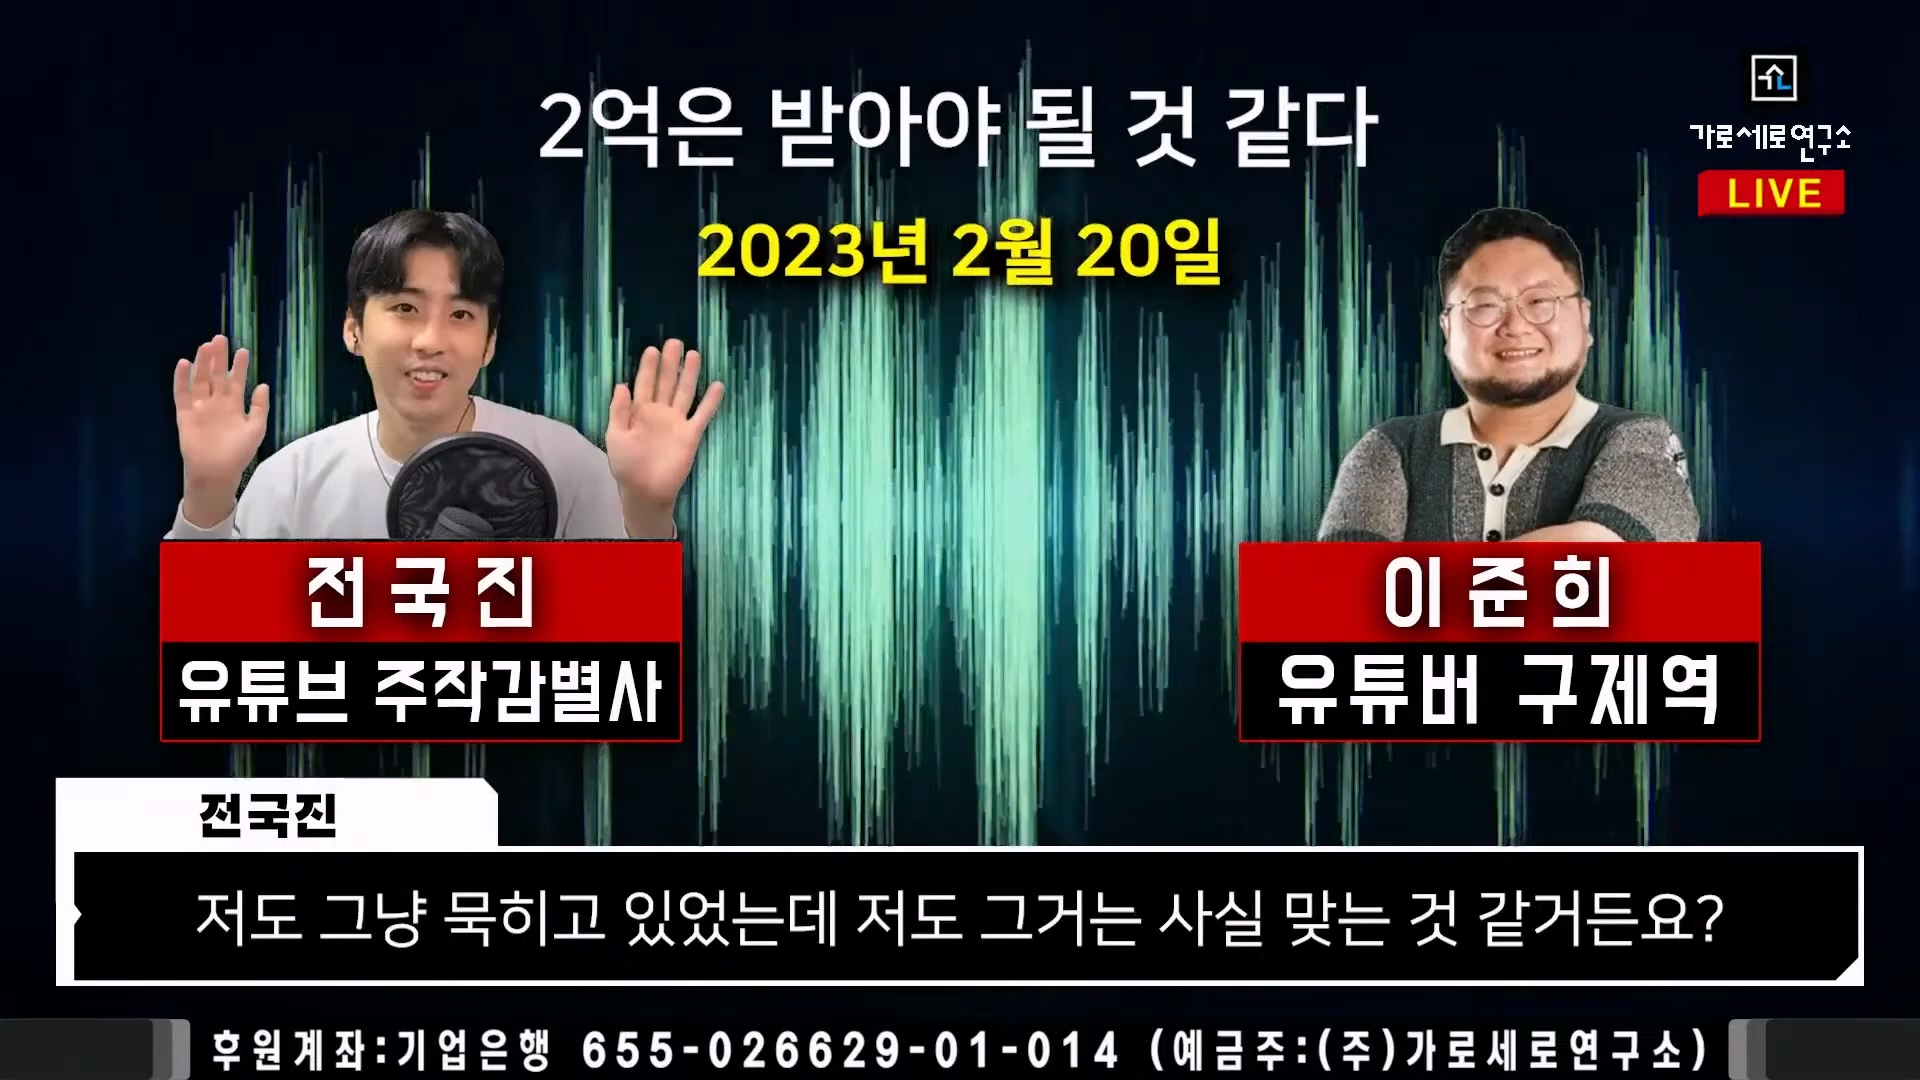 2억은 받아야 될 것 같다
가로세로연구소
LIVE
2023년 2월 20일
전국진
유튜브 주작감별사
이준희
유튜버 구제역
전국진
저도 그냥 묵히고 있었는데 저도 그거는 사실 맞는 것 같거든요?
후원계좌:기업은행 655-026629-01-014 (예금주:(주)가로세로연구소)